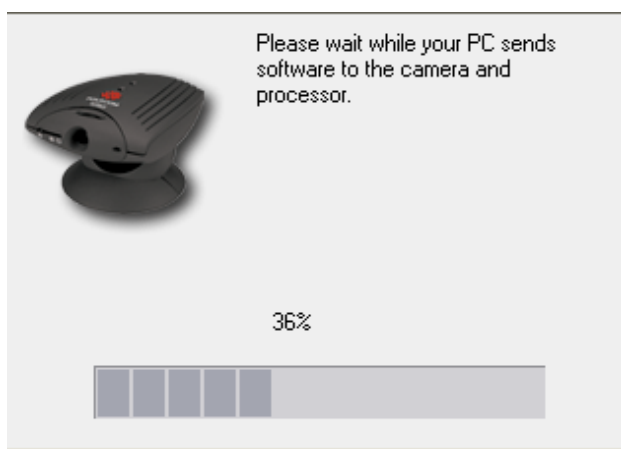 Please wait while your PC sends
software to the camera and
processor.
36%